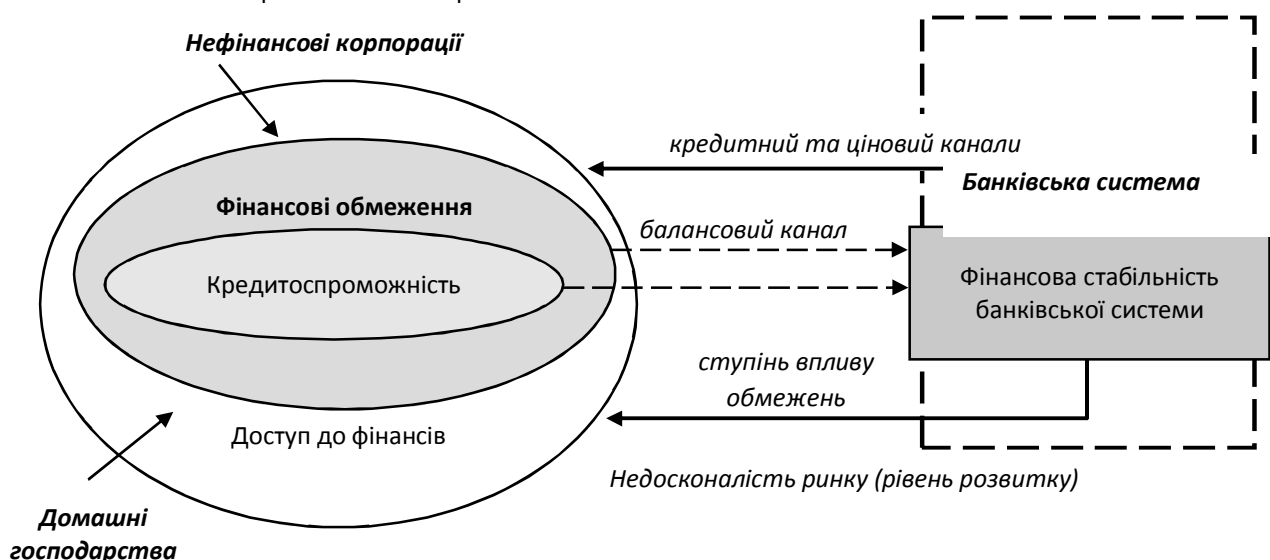 Нефінансові корпорації
кредитний та ціновий канали
Банківська система
Фінансові обмеження
балансовий канал
Кредитоспроможність
Фінансова стабільність
банківської системи
ступінь впливу
обмежень
Доступ до фінансів
Недосконалість ринку (рівень розвитку)
Домашні
господарства